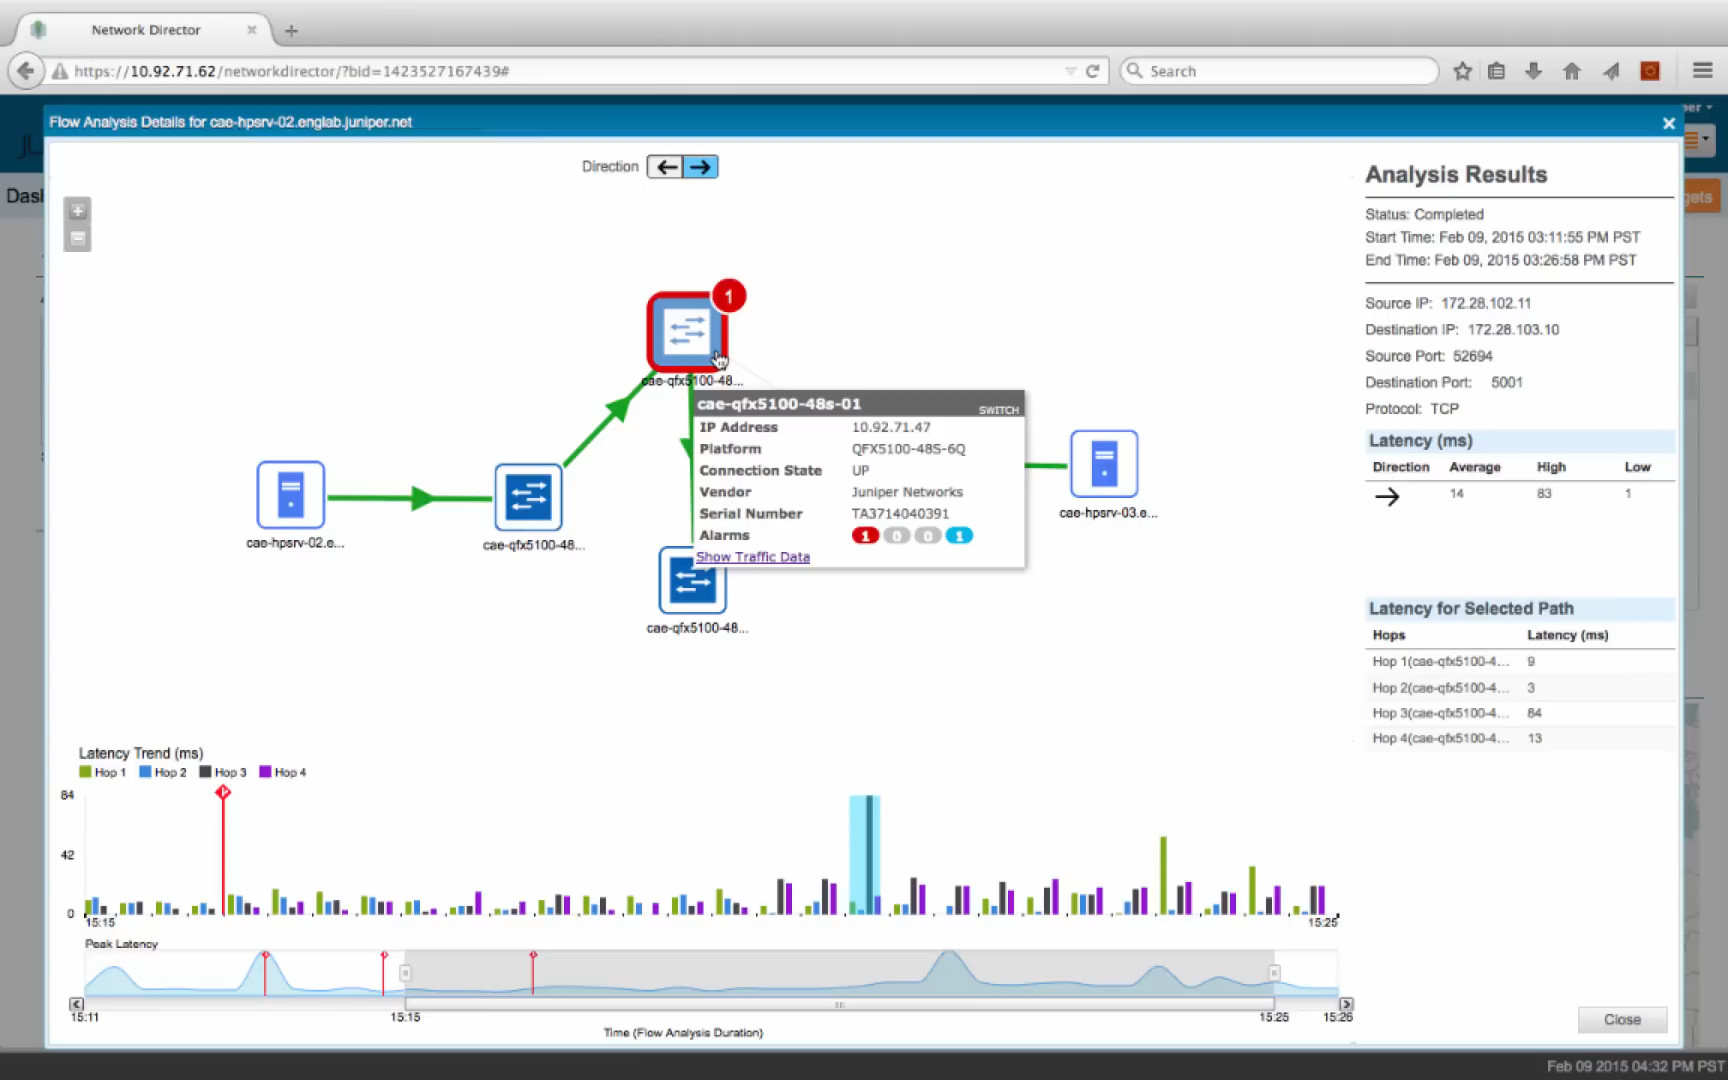 Network Director
https://10.92.71.62/networkdirector/?bid=1423527167439#
Search
Flow Analysis Details for cae-hpsrv-02.englab.juniper.net
Direction
1
cae-qfx5100-48...
cae-qfx5100-48s-01 SWITCH
IP Address 10.92.71.47
Platform QFX5100-48S-6Q
Connection State UP
Vendor Juniper Networks
Serial Number TA3714040391
Alarms 1 0 0 1
Show Traffic Data
cae-hpsrv-02.e...
cae-qfx5100-48...
cae-qfx5100-48...
cae-hpsrv-03.e...
Analysis Results
Status: Completed
Start Time: Feb 09, 2015 03:11:55 PM PST
End Time: Feb 09, 2015 03:26:58 PM PST
Source IP: 172.28.102.11
Destination IP: 172.28.103.10
Source Port: 52694
Destination Port: 5001
Protocol: TCP
Latency (ms)
Direction Average High Low
14 83 1
Latency for Selected Path
Hops Latency (ms)
Hop 1(cae-qfx5100-4... 9
Hop 2(cae-qfx5100-4... 3
Hop 3(cae-qfx5100-4... 84
Hop 4(cae-qfx5100-4... 13
Latency Trend (ms)
Hop 1 Hop 2 Hop 3 Hop 4
84
42
0
15:15 15:25
Peak Latency
15:11 15:15 15:25 15:26
Time (Flow Analysis Duration)
Close
Feb 09 2015 04:32 PM PST